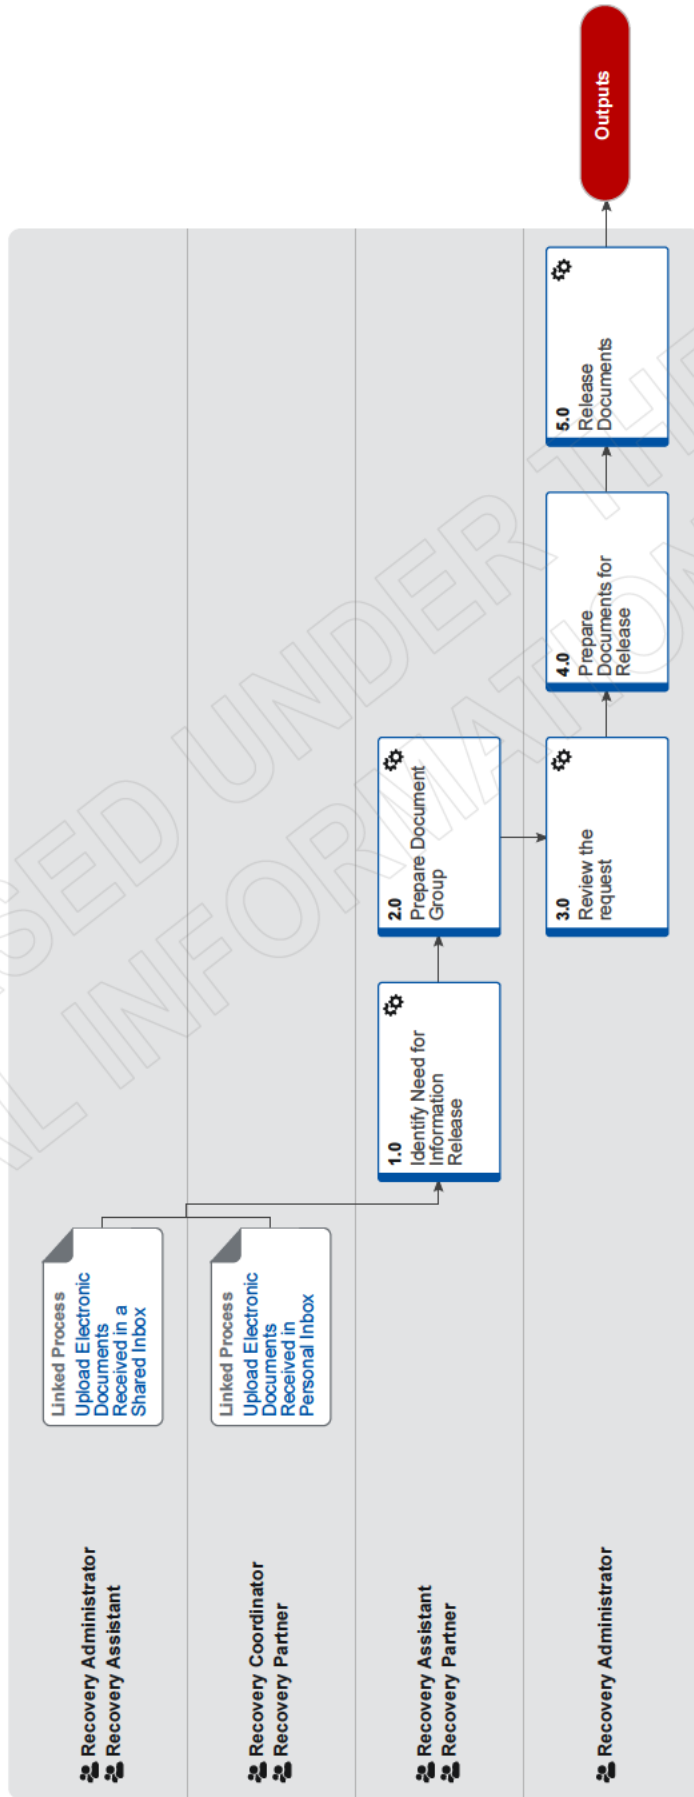 Recovery Administrator
Recovery Assistant
Linked Process
Upload Electronic
Documents
Received in a
Shared Inbox
Recovery Coordinator
Recovery Partner
Linked Process
Upload Electronic
Documents
Received in
Personal Inbox
Recovery Assistant
Recovery Partner
1.0
Identify Need for
Information
Release
2.0
Prepare Document
Group
Recovery Administrator
3.0
Review the
request
4.0
Prepare
Documents for
Release
5.0
Release
Documents
Outputs
UNDER THE
INFORMATION